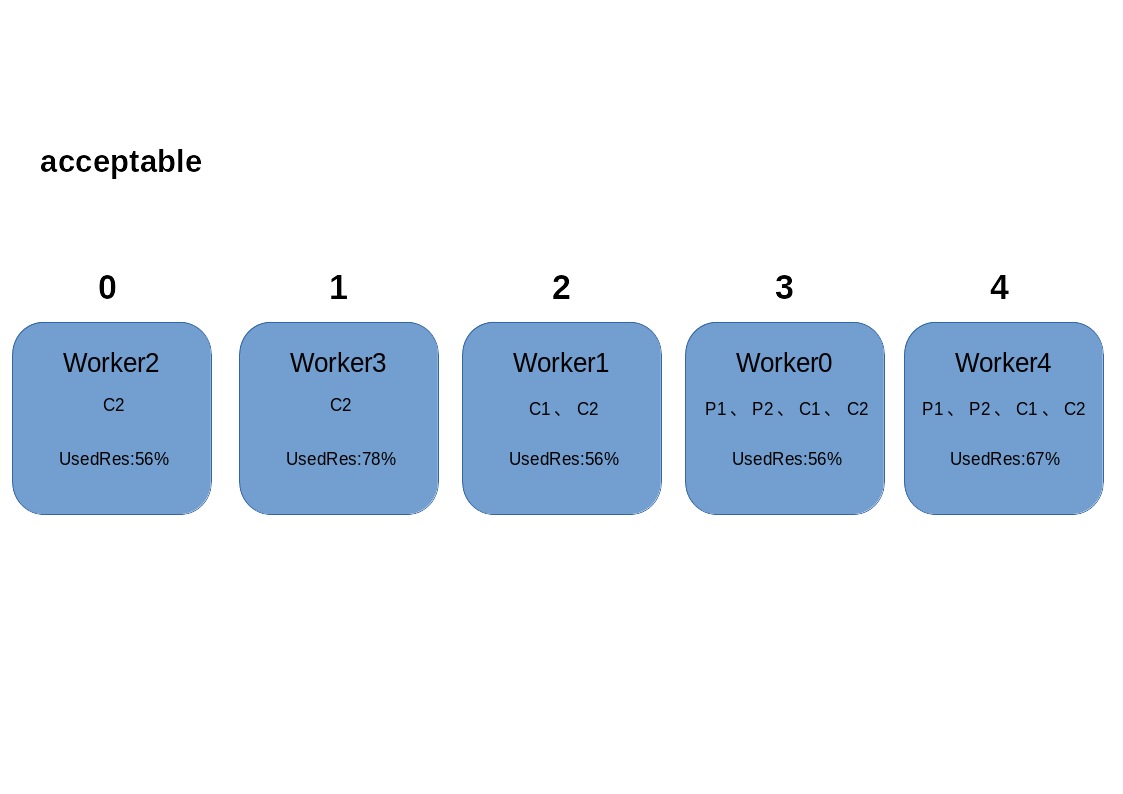 acceptable
0 1 2 3 4
Worker2 Worker3 Worker1 Worker0 Worker4
C2 C2 C1、 C2 P1、 P2、 C1、 C2 P1、 P2、 C1、 C2
UsedRes:56% UsedRes:78% UsedRes:56% UsedRes:56% UsedRes:67%